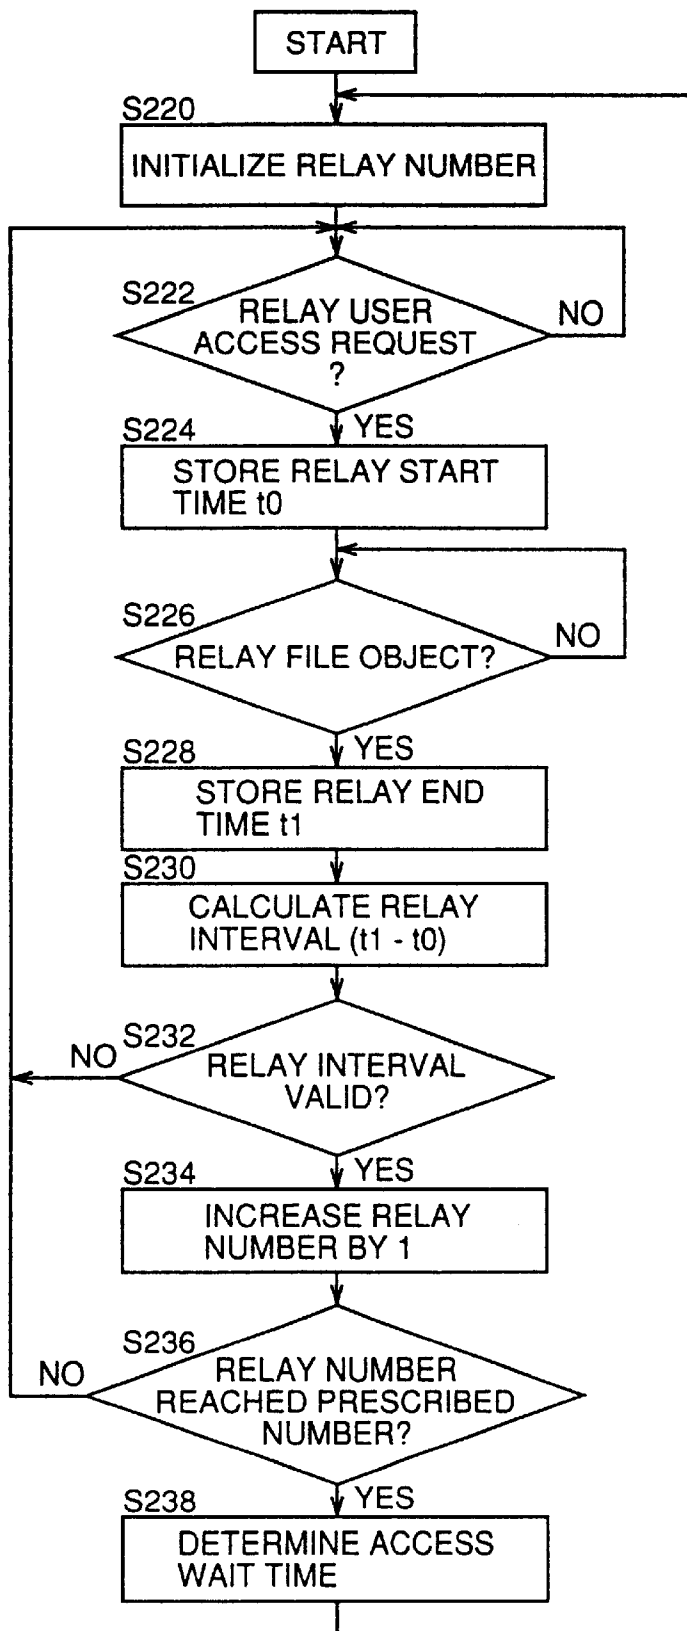 START
S220
INITIALIZE RELAY NUMBER
S222
RELAY USER
ACCESS REQUEST
?
NO
YES
S224
STORE RELAY START
TIME t0
S226
RELAY FILE OBJECT?
NO
YES
S228
STORE RELAY END
TIME t1
S230
CALCULATE RELAY
INTERVAL (t1 - t0)
S232
NO
RELAY INTERVAL
VALID?
YES
S234
INCREASE RELAY
NUMBER BY 1
S236
NO
RELAY NUMBER
REACHED PRESCRIBED
NUMBER?
YES
S238
DETERMINE ACCESS
WAIT TIME